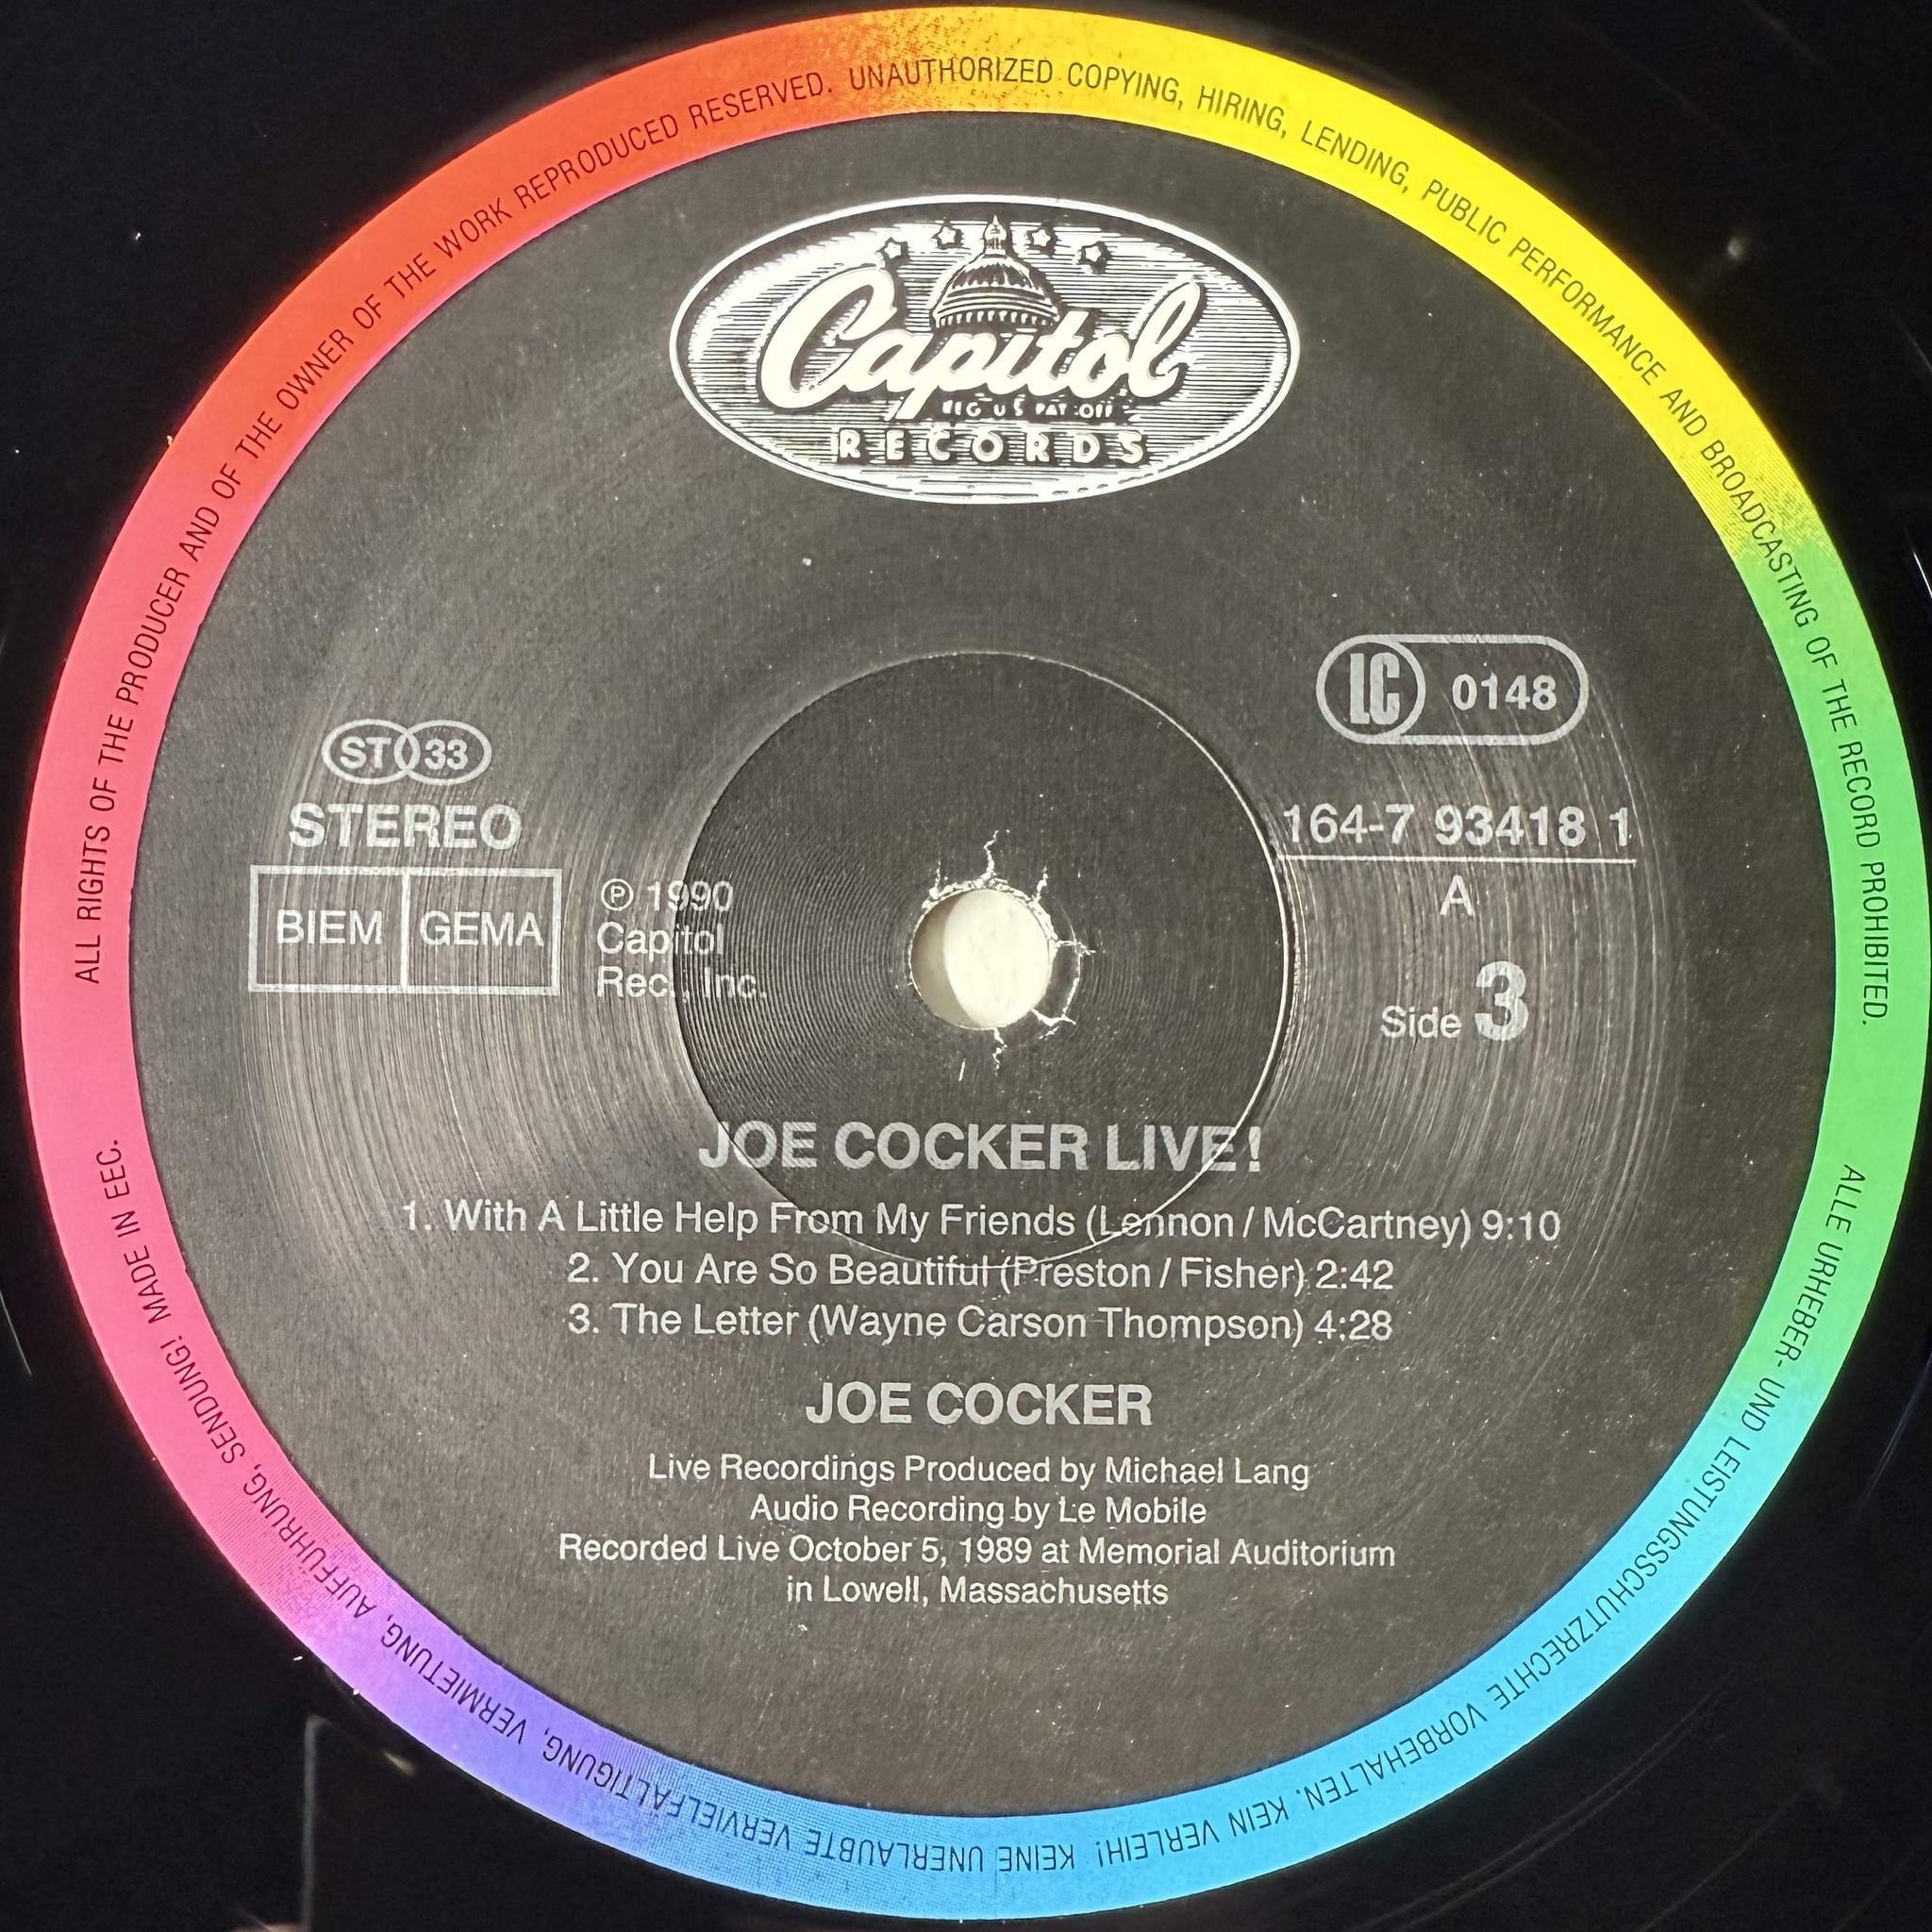 ALL RIGHTS OF THE PRODUCER AND OF THE OWNER OF THE WORK REPRODUCED RESERVED. UNAUTHORIZED COPYING, HIRING, LENDING, PUBLIC PERFORMANCE AND BROADCASTING OF THE RECORD PROHIBITED.
Capitol
REG. U.S. PAT. OFF.
RECORDS
LC 0148
ST 33
STEREO
BIEM GEMA
℗ 1990
Capitol
Rec., Inc.
164-7 93418 1
A
Side 3
JOE COCKER LIVE!
1. With A Little Help From My Friends (Lennon / McCartney) 9:10
2. You Are So Beautiful (Preston / Fisher) 2:42
3. The Letter (Wayne Carson Thompson) 4:28
JOE COCKER
Live Recordings Produced by Michael Lang
Audio Recording by Le Mobile
Recorded Live October 5, 1989 at Memorial Auditorium
in Lowell, Massachusetts
ALLE URHEBER- UND LEISTUNGSSCHUTZRECHTE VORBEHALTEN. KEIN VERLEIH! KEINE UNERLAUBTE VERVIELFÄLTIGUNG, VERMIETUNG, AUFFÜHRUNG, SENDUNG! MADE IN EEC.